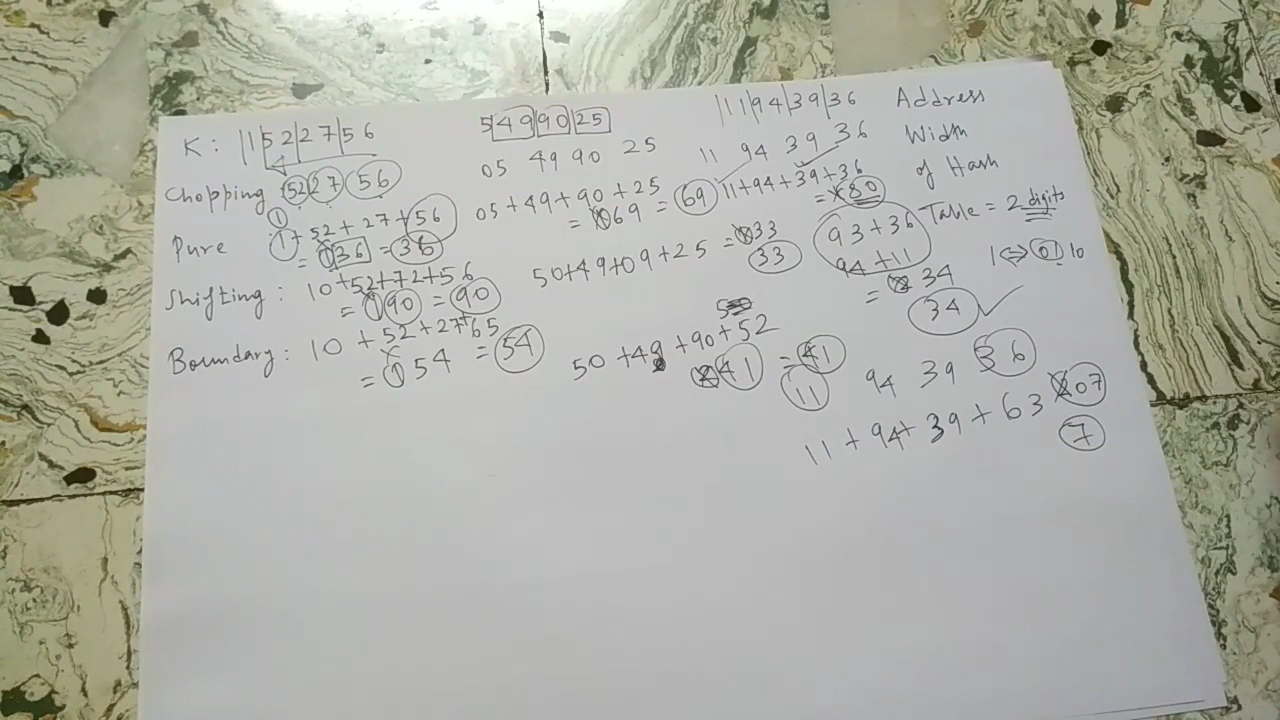 K: |1|52|27|56 5|49|90|25 |11|94|39|36 Address
Chopping 52 27 56 05 49 90 25 11 94 39 36 Width
Pure 1+52+27+56 05+49+90+25 11+94+39+36 of Hash
= 136 = 36 = 169 = 69 = 180 Table = 2 digits
Shifting: 10+52+72+56 50+49+09+25 = 133 93+36 1⇔01 10
= 190 = 90 33 94+11
= 234
34
Boundary: 10+52+27+65 50+49+90+52
= 154 = 54 241 = 41
11 94 39 36
11+94+39+63 207
7